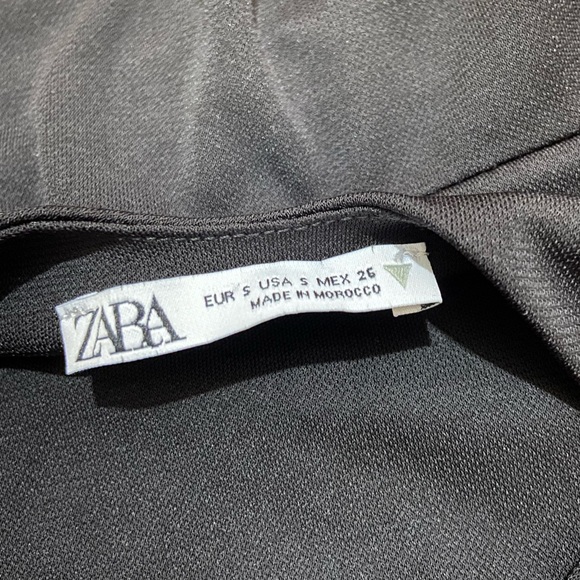 ZARA
EUR S USA S MEX 26
MADE IN MOROCCO